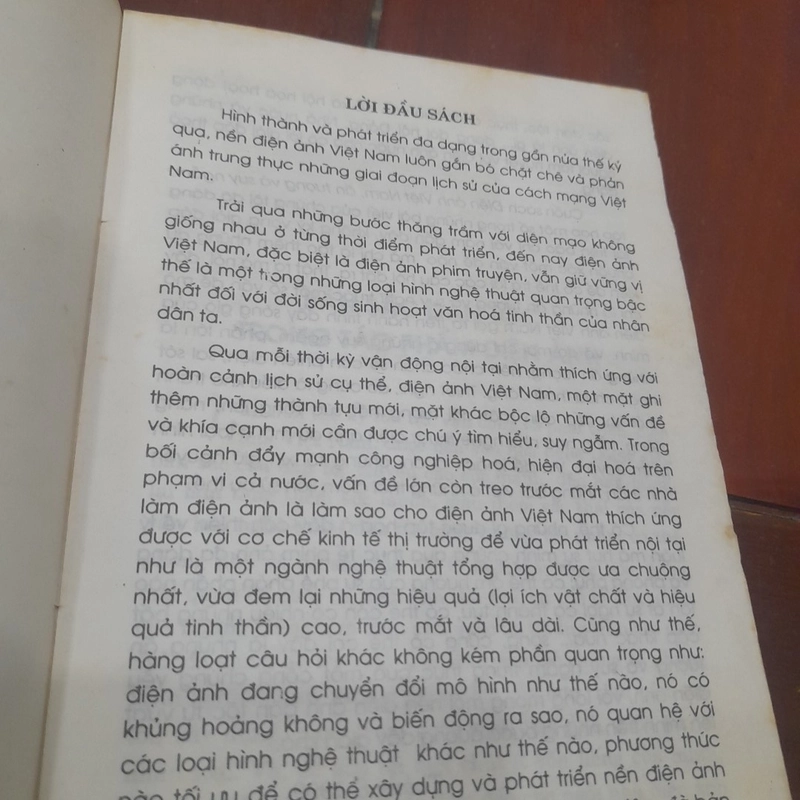 LỜI ĐẦU SÁCH
Hình thành và phát triển đa dạng trong gần nửa thế kỷ
qua, nền điện ảnh Việt Nam luôn gắn bó chặt chẽ và phản
ánh trung thực những giai đoạn lịch sử của cách mạng Việt
Nam.
Trải qua những bước thăng trầm với diện mạo không
giống nhau ở từng thời điểm phát triển, đến nay điện ảnh
Việt Nam, đặc biệt là điện ảnh phim truyện, vẫn giữ vững vị
thế là một trong những loại hình nghệ thuật quan trọng bậc
nhất đối với đời sống sinh hoạt văn hoá tinh thần của nhân
dân ta.
Qua mỗi thời kỳ vận động nội tại nhằm thích ứng với
hoàn cảnh lịch sử cụ thể, điện ảnh Việt Nam, một mặt ghi
thêm những thành tựu mới, mặt khác bộc lộ những vấn đề
và khía cạnh mới cần được chú ý tìm hiểu, suy ngẫm. Trong
bối cảnh đẩy mạnh công nghiệp hoá, hiện đại hoá trên
phạm vi cả nước, vấn đề lớn còn treo trước mắt các nhà
làm điện ảnh là làm sao cho điện ảnh Việt Nam thích ứng
được với cơ chế kinh tế thị trường để vừa phát triển nội tại
như là một ngành nghệ thuật tổng hợp được ưa chuộng
nhất, vừa đem lại những hiệu quả (lợi ích vật chất và hiệu
quả tinh thần) cao, trước mắt và lâu dài. Cũng như thế,
hàng loạt câu hỏi khác không kém phần quan trọng như:
điện ảnh đang chuyển đổi mô hình như thế nào, nó có
khủng hoảng không và biến động ra sao, nó quan hệ với
các loại hình nghệ thuật khác như thế nào, phương thức
nào tối ưu để có thể xây dựng và phát triển nền điện ảnh